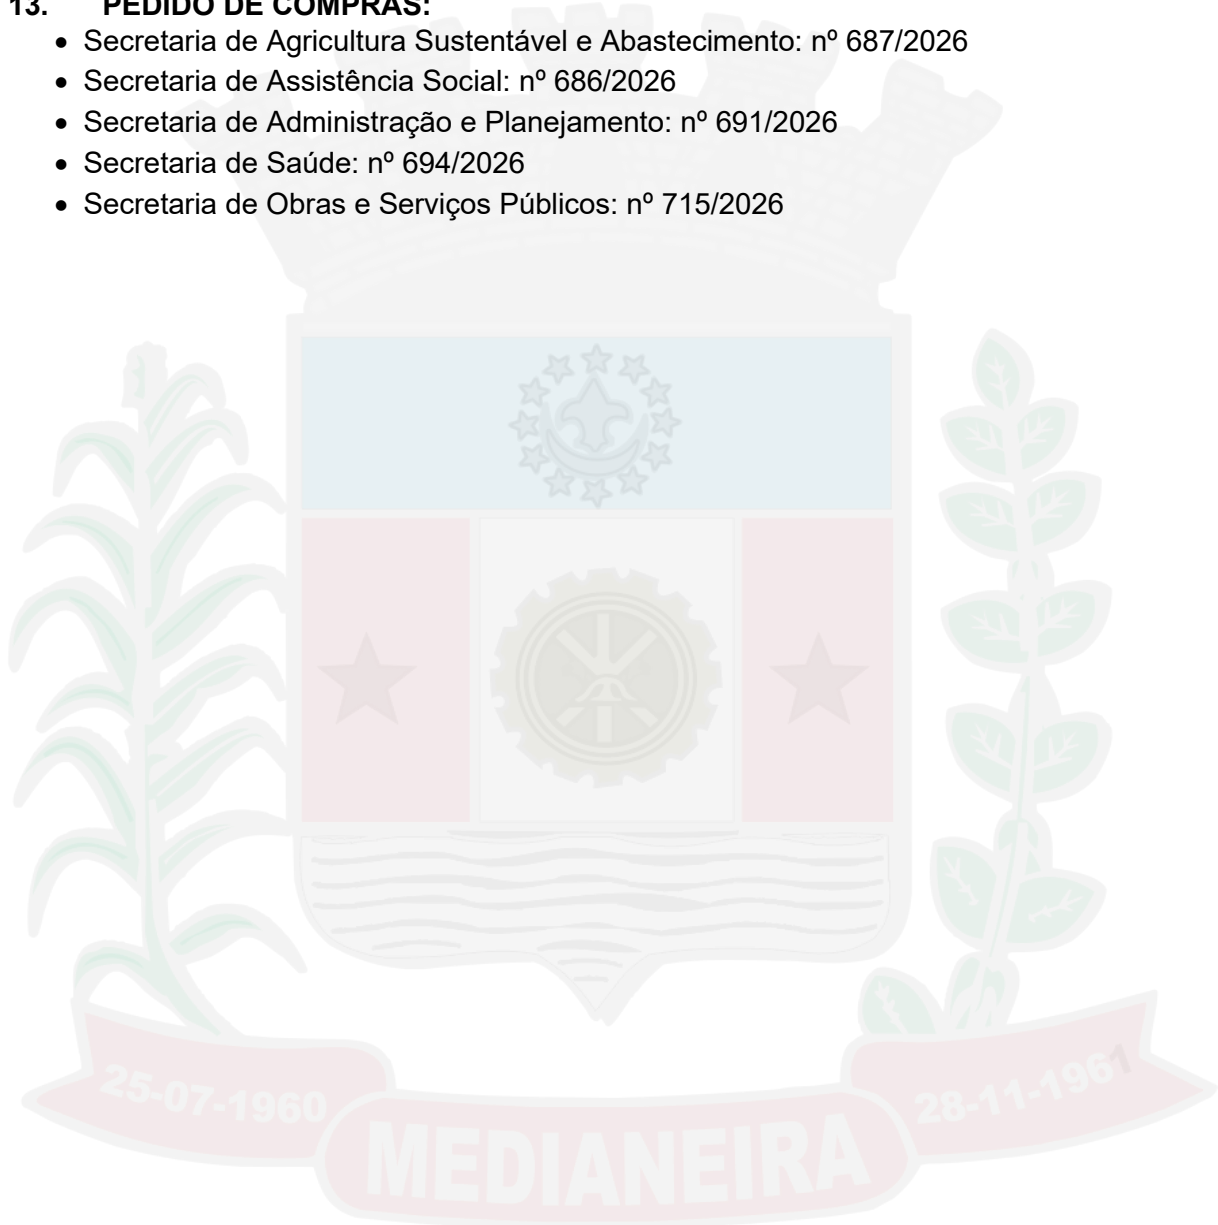 13. PEDIDO DE COMPRAS:
• Secretaria de Agricultura Sustentável e Abastecimento: nº 687/2026
• Secretaria de Assistência Social: nº 686/2026
• Secretaria de Administração e Planejamento: nº 691/2026
• Secretaria de Saúde: nº 694/2026
• Secretaria de Obras e Serviços Públicos: nº 715/2026
25-07-1960
28-11-1961
MEDIANEIRA